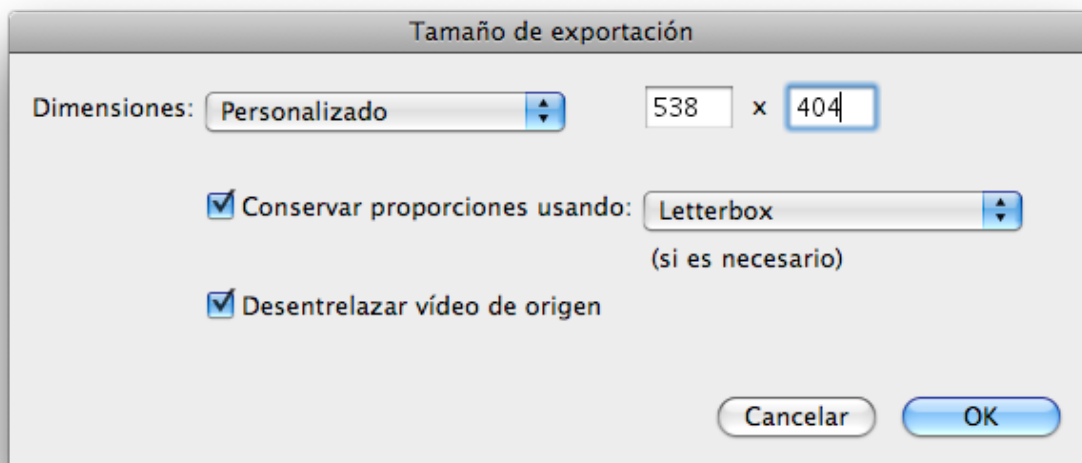 Tamaño de exportación
Dimensiones: Personalizado 538 x 404
Conservar proporciones usando: Letterbox
(si es necesario)
Desentrelazar vídeo de origen
Cancelar OK